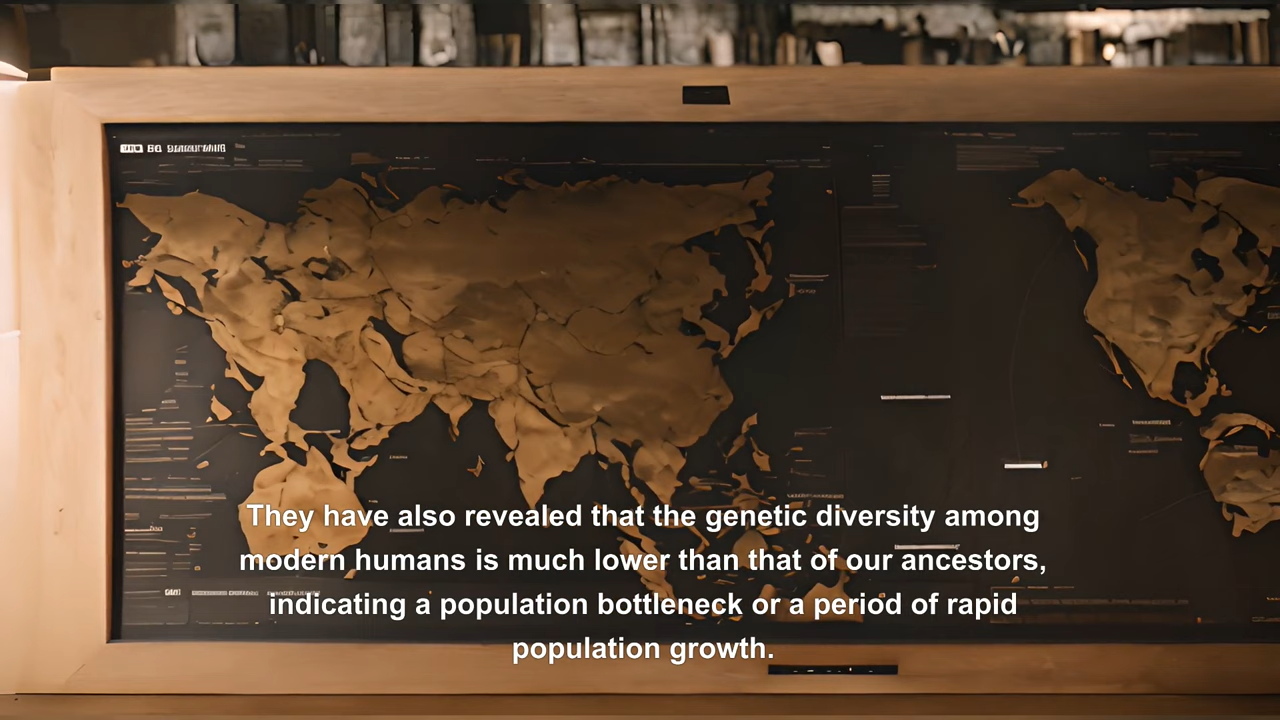 They have also revealed that the genetic diversity among
modern humans is much lower than that of our ancestors,
indicating a population bottleneck or a period of rapid
population growth.